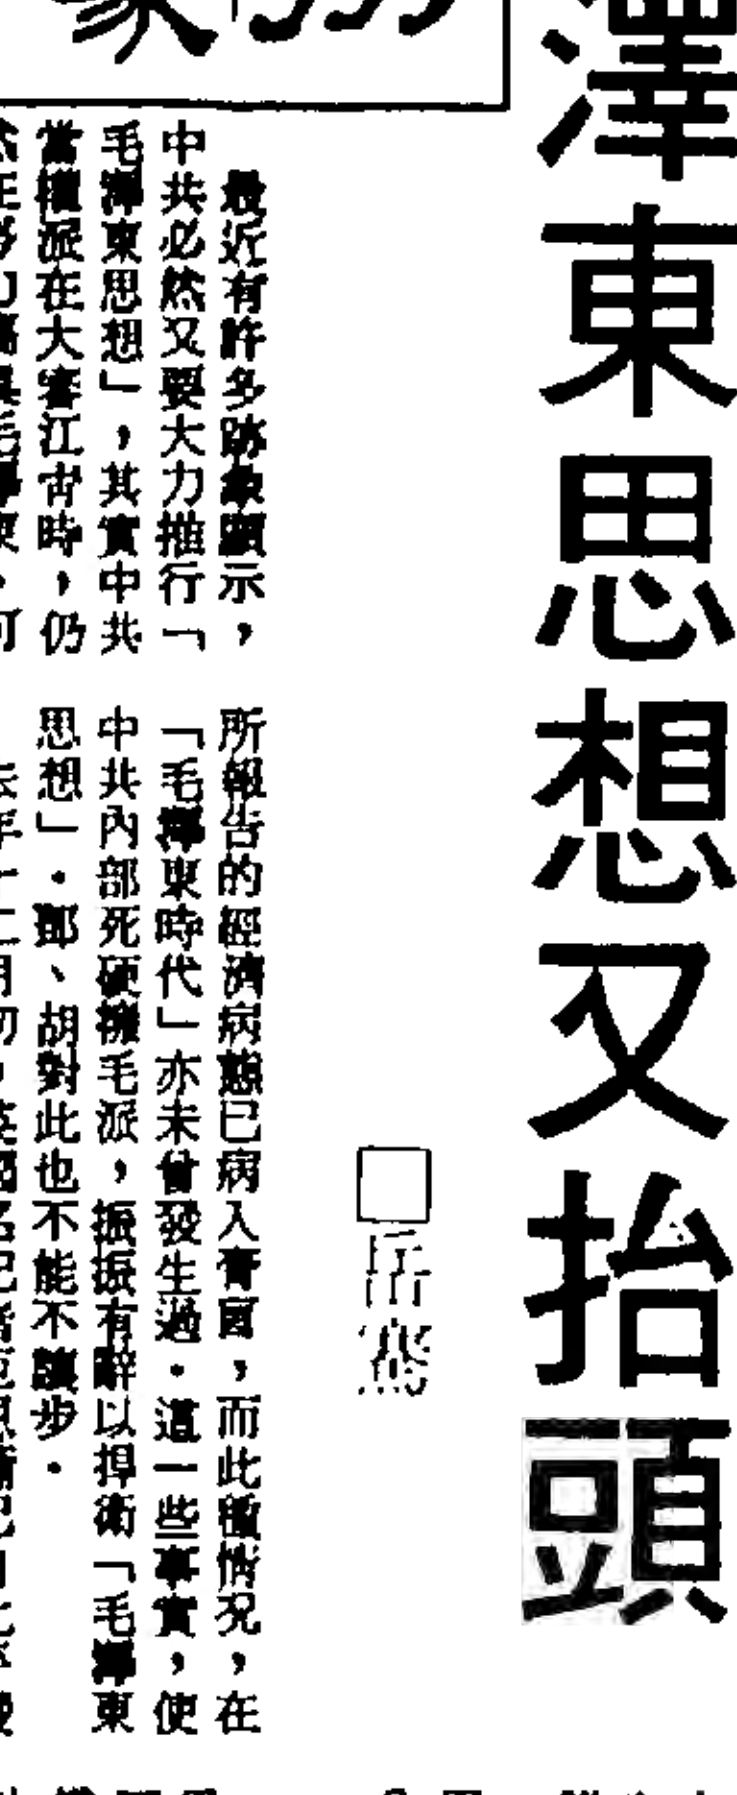 澤東思想又抬頭
岳騫
最近有許多跡象顯示，
中共必然又要大力推行「
毛澤東思想」，其實中共
當權派在大審江青時，仍
所報告的經濟病態已病入膏肓，而此種情况，在
「毛澤東時代」亦未曾發生過．這一些事實，使
中共內部死硬擁毛派，振振有辭以捍衛「毛澤東
思想」．鄧、胡對此也不能不讓步．